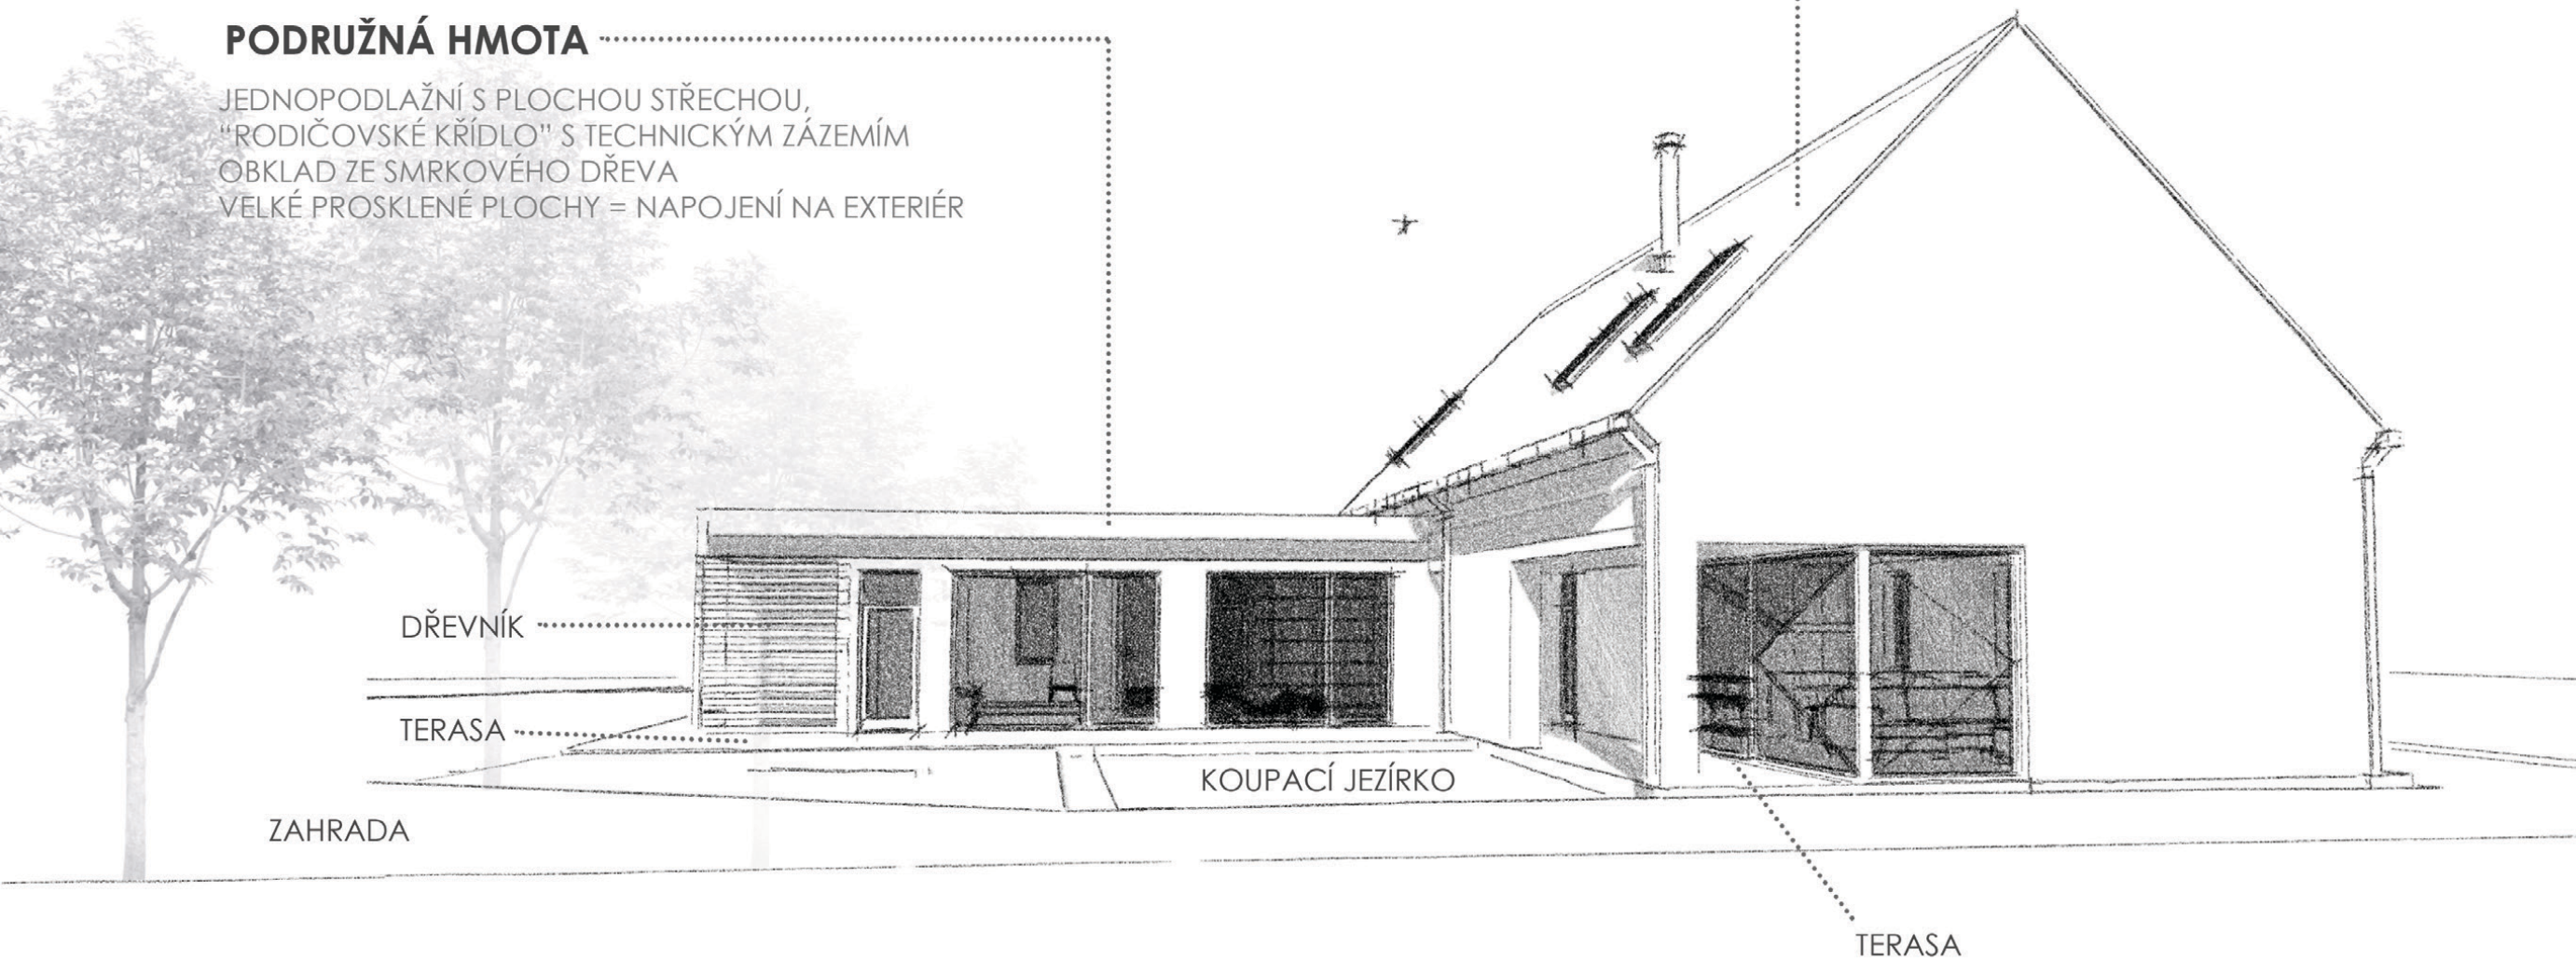 PODRUŽNÁ HMOTA
JEDNOPODLAŽNÍ S PLOCHOU STŘECHOU,
“RODIČOVSKÉ KŘÍDLO” S TECHNICKÝM ZÁZEMÍM
OBKLAD ZE SMRKOVÉHO DŘEVA
VELKÉ PROSKLENÉ PLOCHY = NAPOJENÍ NA EXTERIÉR
DŘEVNÍK
TERASA
KOUPACÍ JEZÍRKO
ZAHRADA
TERASA